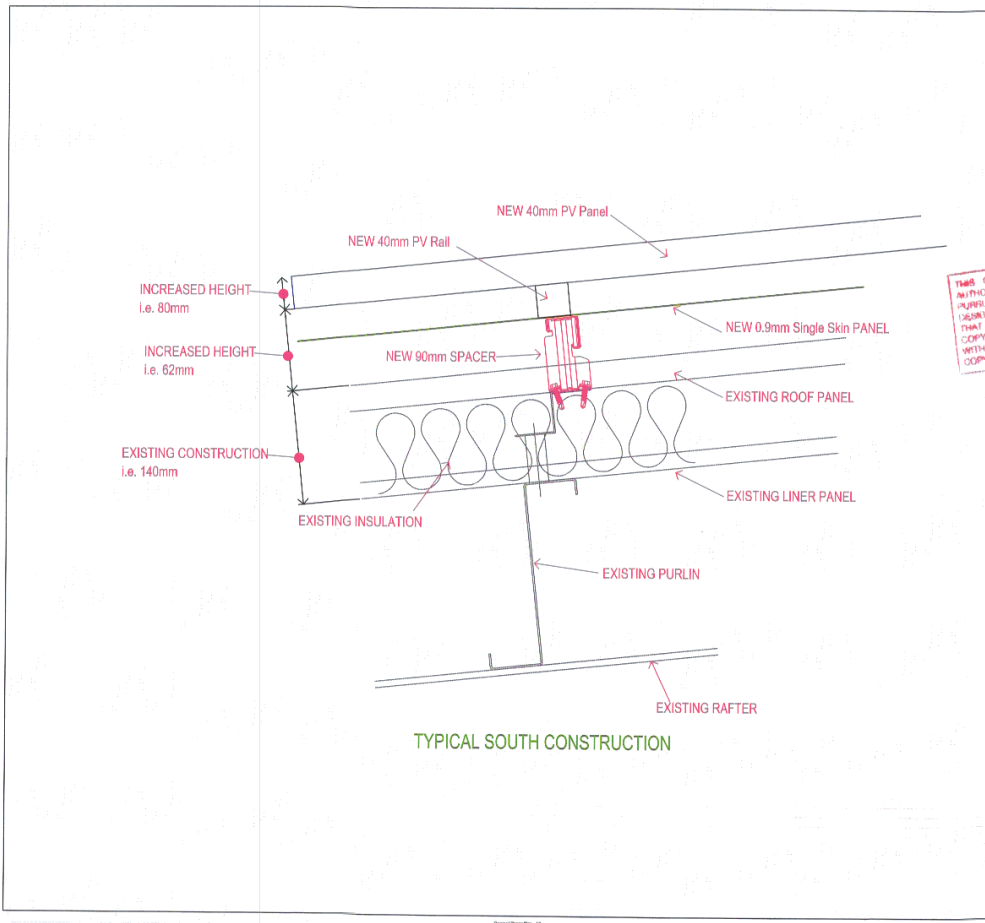 NEW 40mm PV Panel
NEW 40mm PV Rail
INCREASED HEIGHT
i.e. 80mm
NEW 0.9mm Single Skin PANEL
INCREASED HEIGHT
i.e. 62mm
NEW 90mm SPACER
EXISTING ROOF PANEL
EXISTING CONSTRUCTION
i.e. 140mm
EXISTING LINER PANEL
EXISTING INSULATION
EXISTING PURLIN
EXISTING RAFTER
TYPICAL SOUTH CONSTRUCTION
THIS
THAT